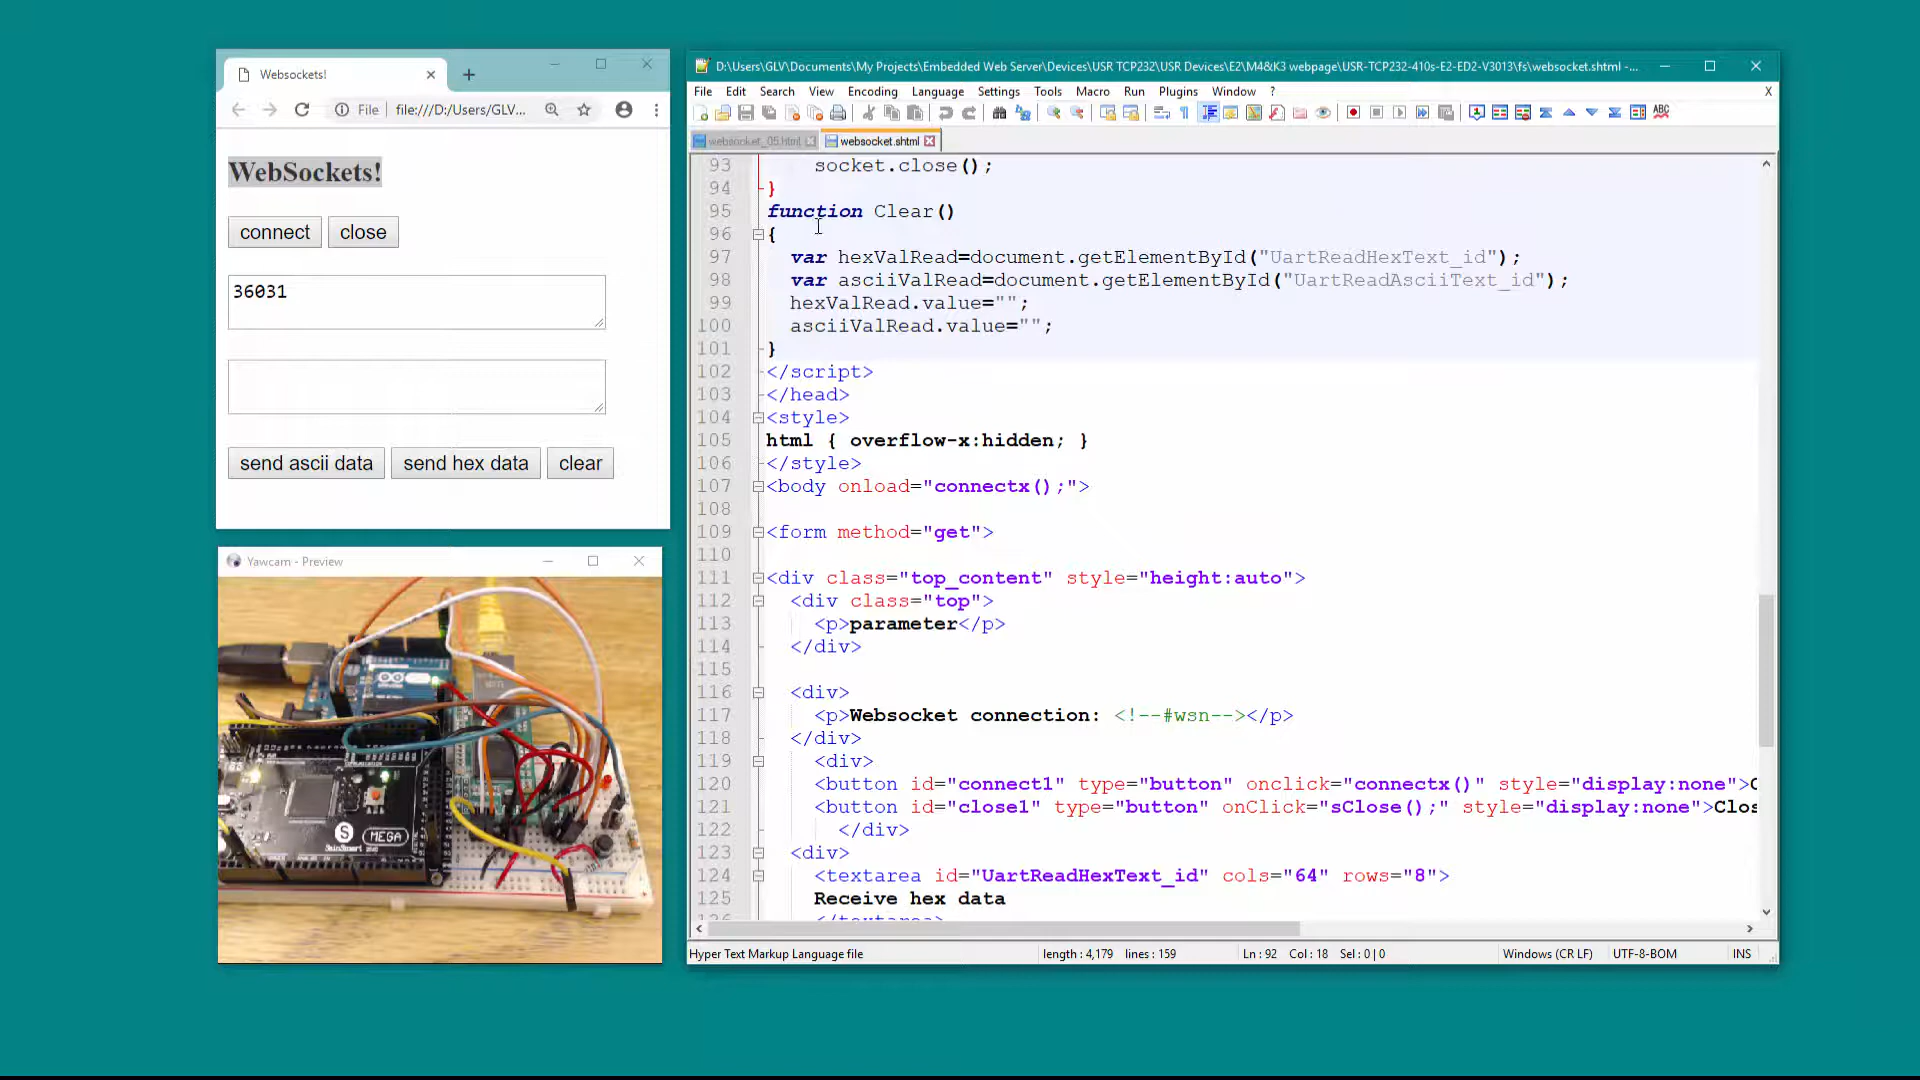 Websockets!
File file:///D:/Users/GLV...
WebSockets!
connect close
36031
send ascii data send hex data clear
Yawcam - Preview
S
SainSmart
MEGA
D:\Users\GLV\Documents\My Projects\Embedded Web Server\Devices\USR TCP232\USR Devices\E2\M4&K3 webpage\USR-TCP232-410s-E2-ED2-V3013\fs\websocket.shtml -...
File Edit Search View Encoding Language Settings Tools Macro Run Plugins Window ? X
ABC
websocket_05.html websocket.shtml
93 socket.close();
94 }
95 function Clear()
96 {
97 var hexValRead=document.getElementById("UartReadHexText_id");
98 var asciiValRead=document.getElementById("UartReadAsciiText_id");
99 hexValRead.value="";
100 asciiValRead.value="";
101 }
102 </script>
103 </head>
104 <style>
105 html { overflow-x:hidden; }
106 </style>
107 <body onload="connectx();">
108
109 <form method="get">
110
111 <div class="top_content" style="height:auto">
112 <div class="top">
113 <p>parameter</p>
114 </div>
115
116 <div>
117 <p>Websocket connection: <!--#wsn--></p>
118 </div>
119 <div>
120 <button id="connect1" type="button" onclick="connectx()" style="display:none">C
121 <button id="close1" type="button" onClick="sClose();" style="display:none">Clos
122 </div>
123 <div>
124 <textarea id="UartReadHexText_id" cols="64" rows="8">
125 Receive hex data
126 </textarea>
Hyper Text Markup Language file length : 4,179 lines : 159 Ln : 92 Col : 18 Sel : 0 | 0 Windows (CR LF) UTF-8-BOM INS